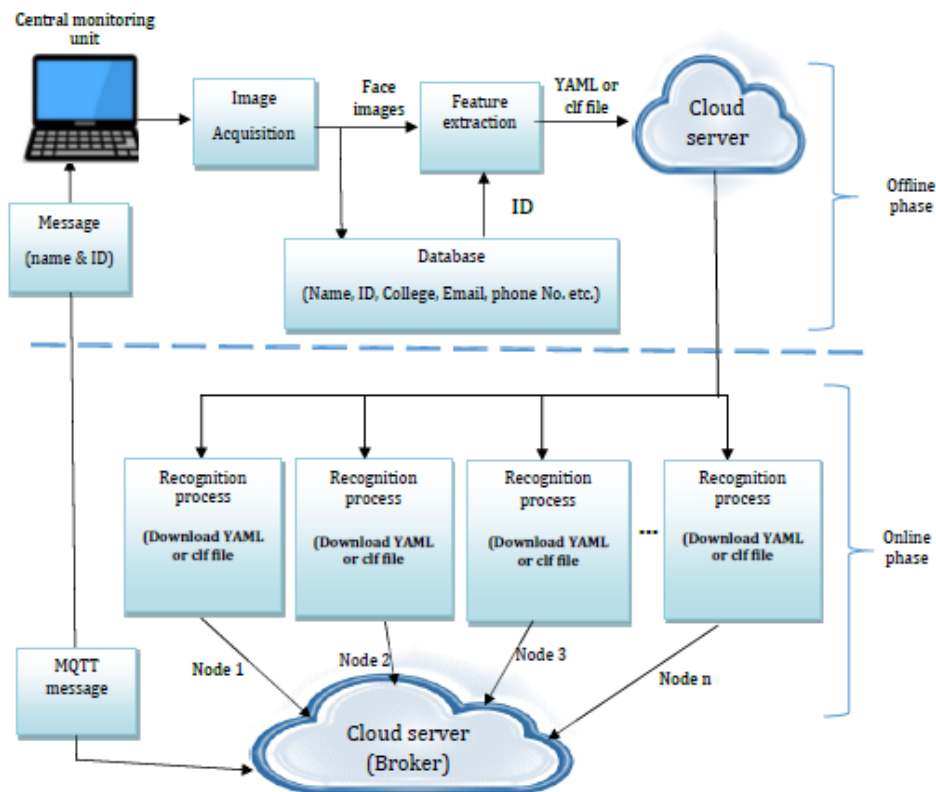 Central monitoring
unit
Image
Acquisition
Face
images
Feature
extraction
YAML or
clf file
Cloud
server
Offline
phase
Message
(name & ID)
ID
Database
(Name, ID, College, Email, phone No. etc.)
Recognition
process
(Download YAML
or clf file
Recognition
process
(Download YAML
or clf file
Recognition
process
(Download YAML
or clf file
...
Recognition
process
(Download YAML
or clf file
Online
phase
MQTT
message
Node 1
Node 2
Node 3
Node n
Cloud server
(Broker)